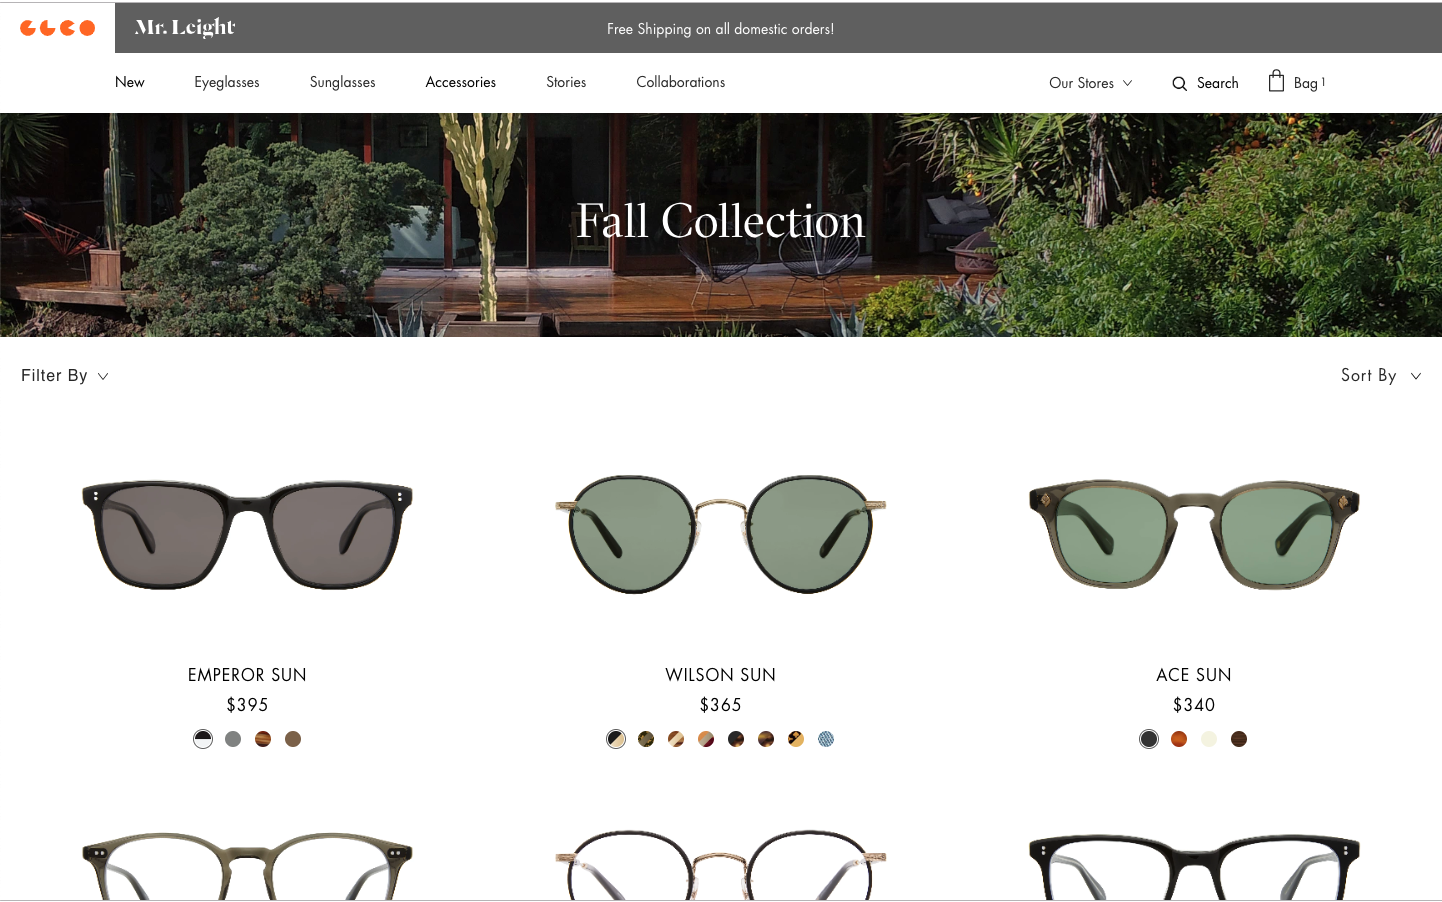 Mr. Leight
Free Shipping on all domestic orders!
New
Eyeglasses
Sunglasses
Accessories
Stories
Collaborations
Our Stores
Search
Bag 1
Fall Collection
Filter By
Sort By
EMPEROR SUN
$395
WILSON SUN
$365
ACE SUN
$340